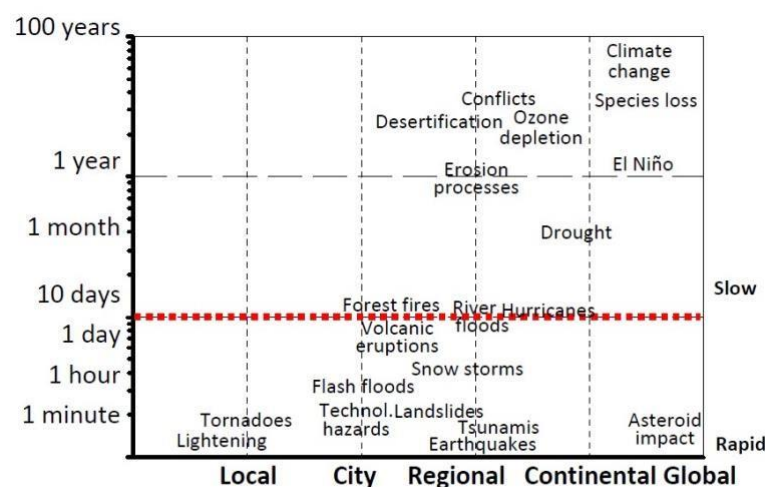 100 years
Climate
change
Conflicts
Species loss
Desertification
Ozone
depletion
1 year
El Niño
Erosion
processes
1 month
Drought
Slow
10 days
Forest fires
River
Hurricanes
floods
1 day
Volcanic
eruptions
1 hour
Snow storms
Flash floods
1 minute
Technol.
Landslides
hazards
Tornadoes
Lightening
Tsunamis
Earthquakes
Asteroid
impact
Rapid
Local City Regional Continental Global